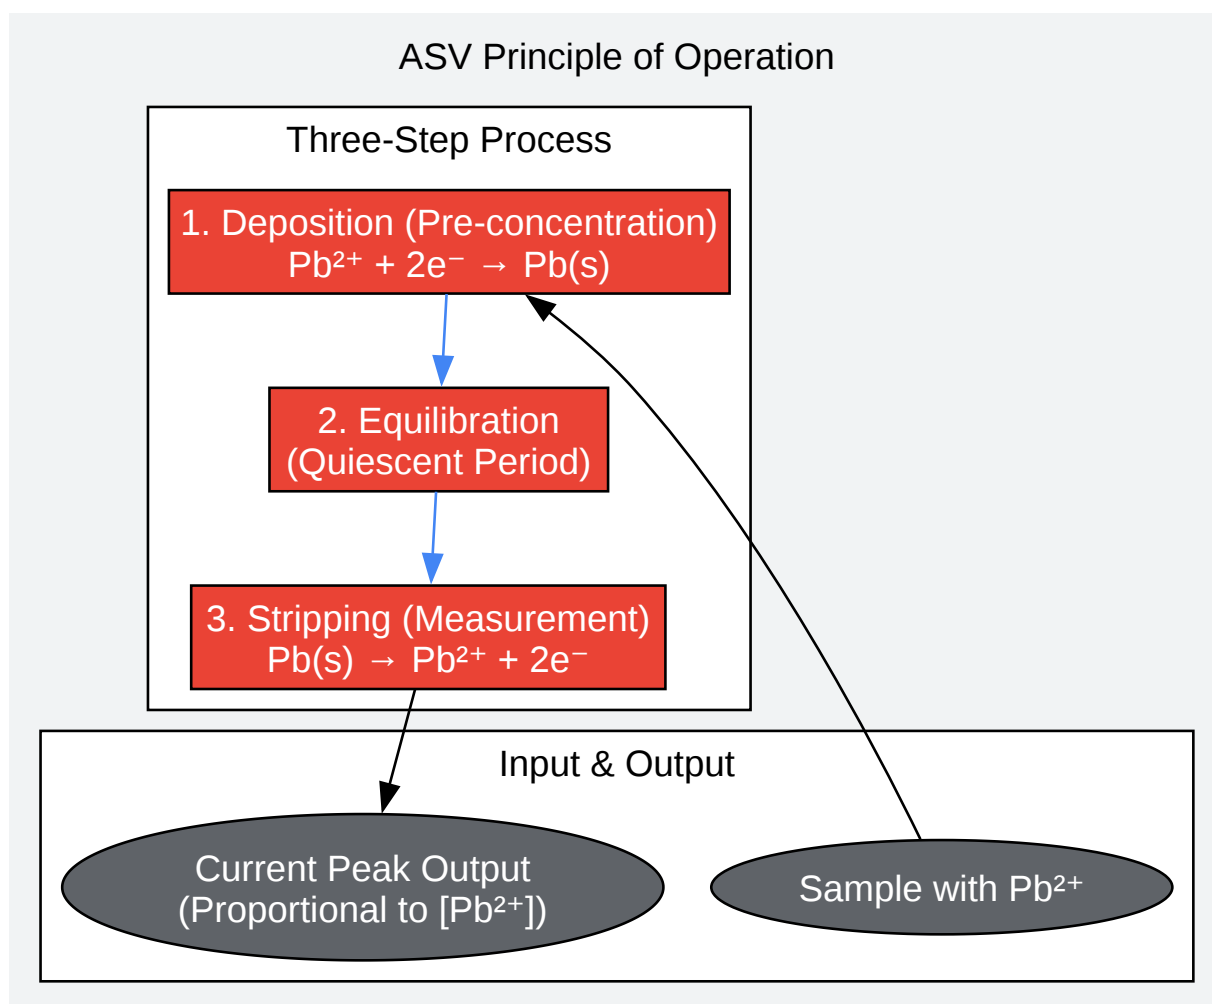 ASV Principle of Operation
Three-Step Process
1. Deposition (Pre-concentration)
Pb²⁺ + 2e⁻ → Pb(s)
2. Equilibration
(Quiescent Period)
3. Stripping (Measurement)
Pb(s) → Pb²⁺ + 2e⁻
Input & Output
Current Peak Output
(Proportional to [Pb²⁺])
Sample with Pb²⁺